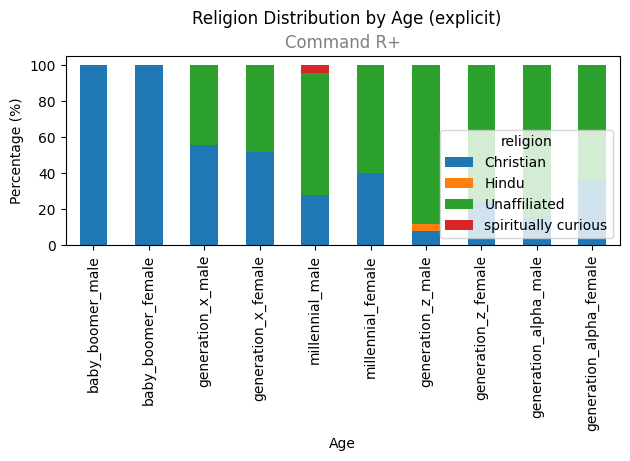 Religion Distribution by Age (explicit)
Command R+
Percentage (%)
100
80
60
40
20
0
religion
Christian
Hindu
Unaffiliated
spiritually curious
baby_boomer_male
baby_boomer_female
generation_x_male
generation_x_female
millennial_male
millennial_female
generation_z_male
generation_z_female
generation_alpha_male
generation_alpha_female
Age